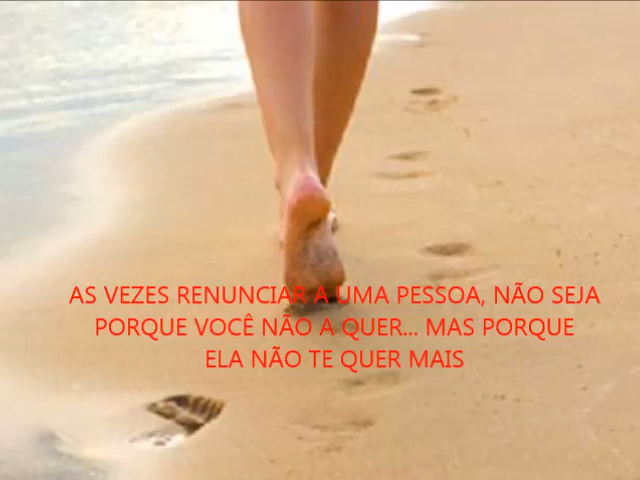 AS VEZES RENUNCIAR A UMA PESSOA, NÃO SEJA
PORQUE VOCÊ NÃO A QUER... MAS PORQUE
ELA NÃO TE QUER MAIS